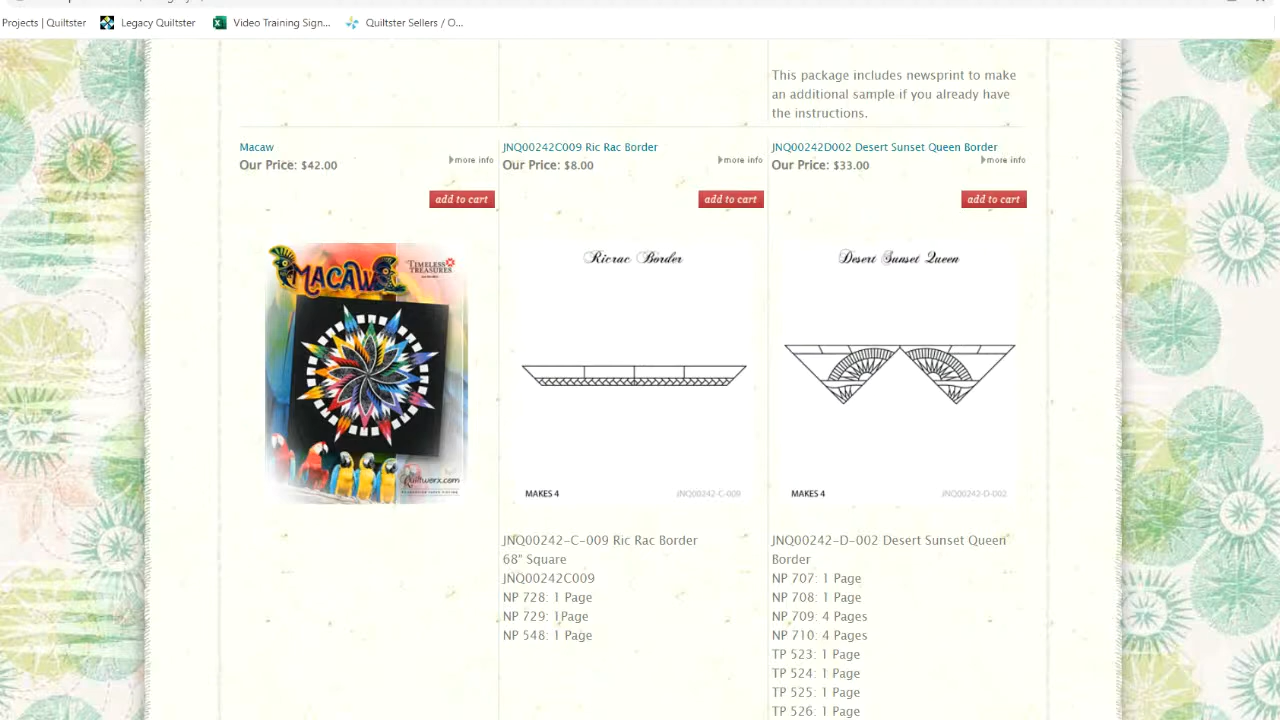 Projects | Quiltster
Legacy Quiltster
Video Training Sign...
Quiltster Sellers / O...
This package includes newsprint to make
an additional sample if you already have
the instructions.
Macaw
Our Price: $42.00
more info
add to cart
MACAW
TIMELESS
TREASURES
Quiltworx.com
JNQ00242C009 Ric Rac Border
Our Price: $8.00
more info
add to cart
Ricrac Border
MAKES 4
JNQ00242-C-009
JNQ00242-C-009 Ric Rac Border
68" Square
JNQ00242C009
NP 728: 1 Page
NP 729: 1Page
NP 548: 1 Page
JNQ00242D002 Desert Sunset Queen Border
Our Price: $33.00
more info
add to cart
Desert Sunset Queen
MAKES 4
JNQ00242-D-002
JNQ00242-D-002 Desert Sunset Queen
Border
NP 707: 1 Page
NP 708: 1 Page
NP 709: 4 Pages
NP 710: 4 Pages
TP 523: 1 Page
TP 524: 1 Page
TP 525: 1 Page
TP 526: 1 Page